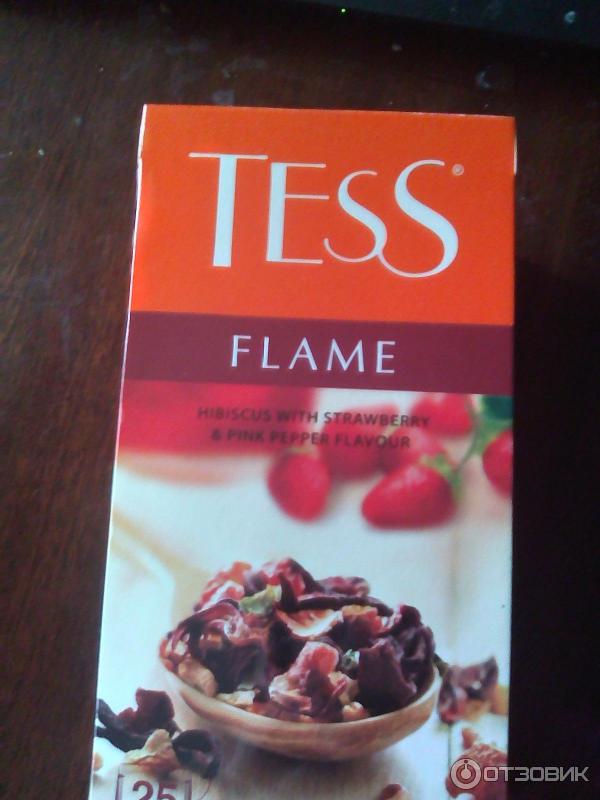 TESS®
FLAME
HIBISCUS WITH STRAWBERRY
& PINK PEPPER FLAVOUR
25
ОТЗОВИК